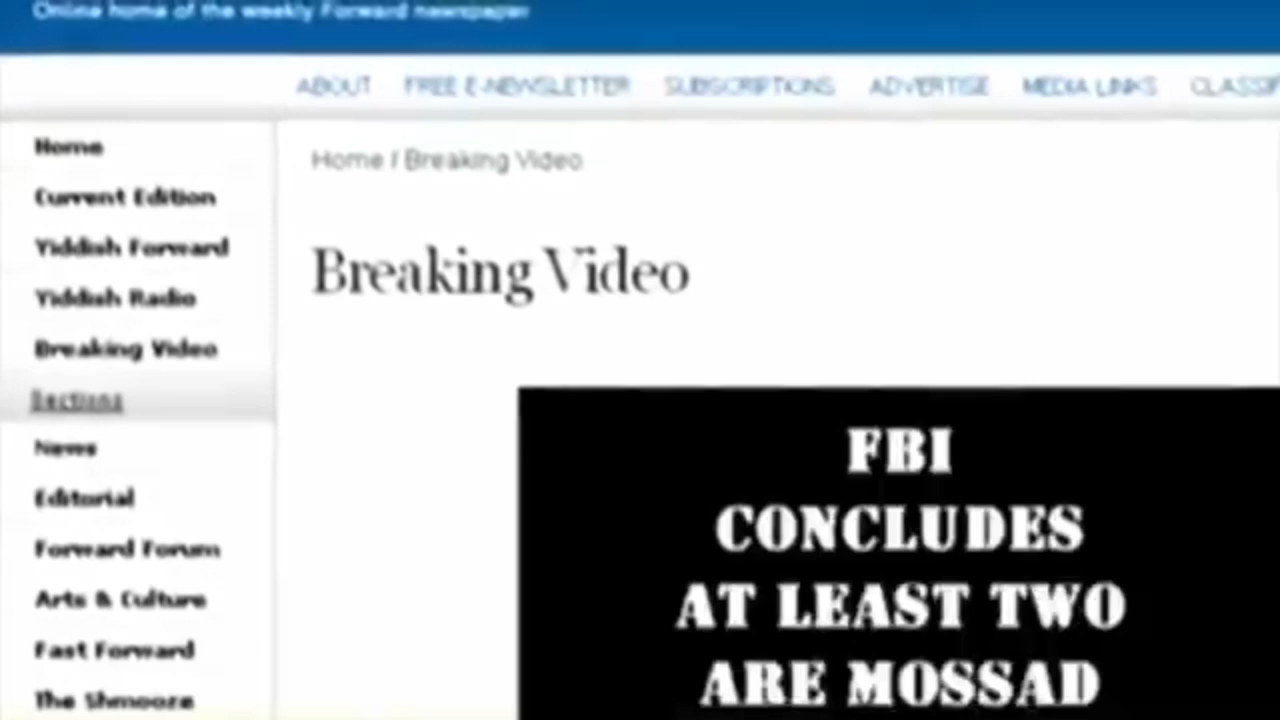 Online home of the weekly Forward newspaper
ABOUT FREE E-NEWSLETTER SUBSCRIPTIONS ADVERTISE MEDIA LINKS
Home
Current Edition
Yiddish Forward
Yiddish Radio
Breaking Video
Sections
News
Editorial
Forward Forum
Arts & Culture
Fast Forward
The Shmooze
Home / Breaking Video
Breaking Video
FBI
CONCLUDES
AT LEAST TWO
ARE MOSSAD